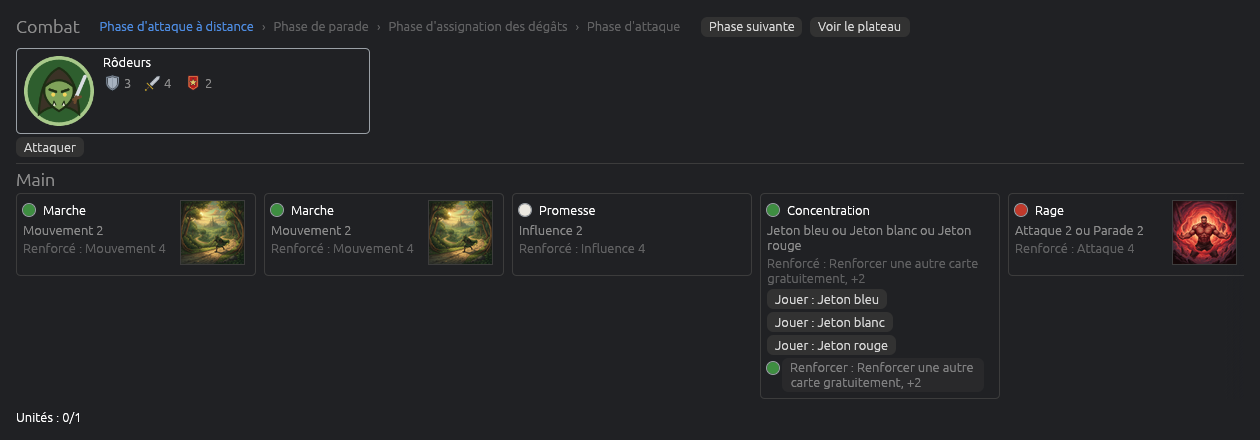 Combat Phase d'attaque à distance › Phase de parade › Phase d'assignation des dégâts › Phase d'attaque Phase suivante Voir le plateau
Rôdeurs
3 4 2
Attaquer
Main
Marche
Mouvement 2
Renforcé : Mouvement 4
Marche
Mouvement 2
Renforcé : Mouvement 4
Promesse
Influence 2
Renforcé : Influence 4
Concentration
Jeton bleu ou Jeton blanc ou Jeton
rouge
Renforcé : Renforcer une autre carte
gratuitement, +2
Jouer : Jeton bleu
Jouer : Jeton blanc
Jouer : Jeton rouge
Renforcer : Renforcer une autre
carte gratuitement, +2
Rage
Attaque 2 ou Parade 2
Renforcé : Attaque 4
Unités : 0/1